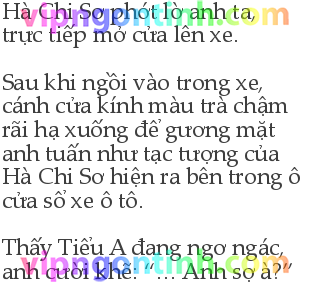 Hà Chi Sơ phớt lờ anh ta,
trực tiếp mở cửa lên xe.
Sau khi ngồi vào trong xe,
cánh cửa kính màu trà chậm
rãi hạ xuống để gương mặt
anh tuấn như tạc tượng của
Hà Chi Sơ hiện ra bên trong ô
cửa sổ xe ô tô.
Thấy Tiểu A đang ngơ ngác,
anh cười khẽ: “... Anh sợ à?”
vipngontinh.com
vipngontinh.com